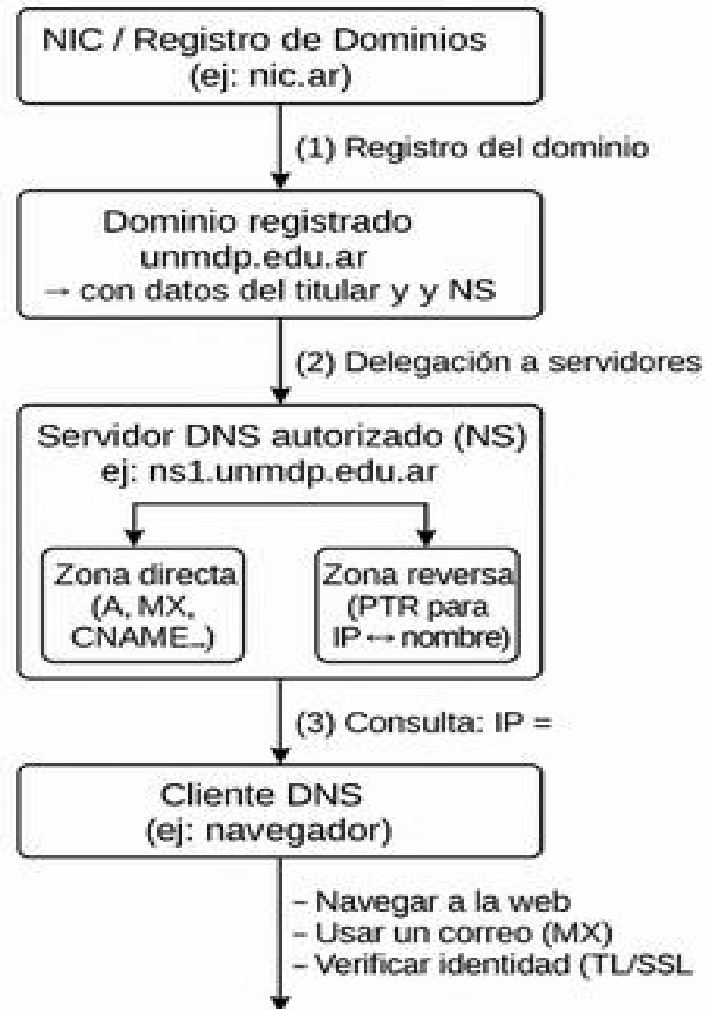 NIC / Registro de Dominios
(ej: nic.ar)
(1) Registro del dominio
Dominio registrado
unmdp.edu.ar
→ con datos del titular y y NS
(2) Delegación a servidores
Servidor DNS autorizado (NS)
ej: ns1.unmdp.edu.ar
Zona directa
(A, MX,
CNAME...)
Zona reversa
(PTR para
IP ↔ nombre)
(3) Consulta: IP =
Cliente DNS
(ej: navegador)
– Navegar a la web
– Usar un correo (MX)
– Verificar identidad (TL/SSL